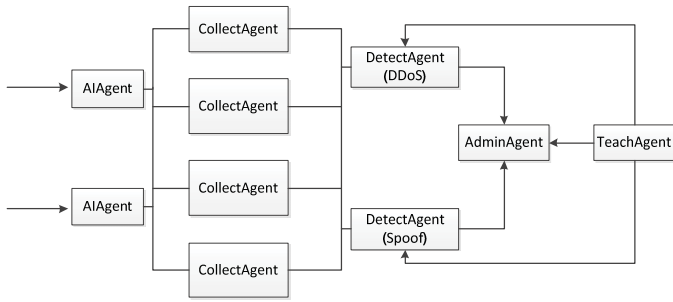 CollectAgent
AIAgent
CollectAgent
CollectAgent
AIAgent
CollectAgent
DetectAgent
(DDoS)
AdminAgent
TeachAgent
DetectAgent
(Spoof)